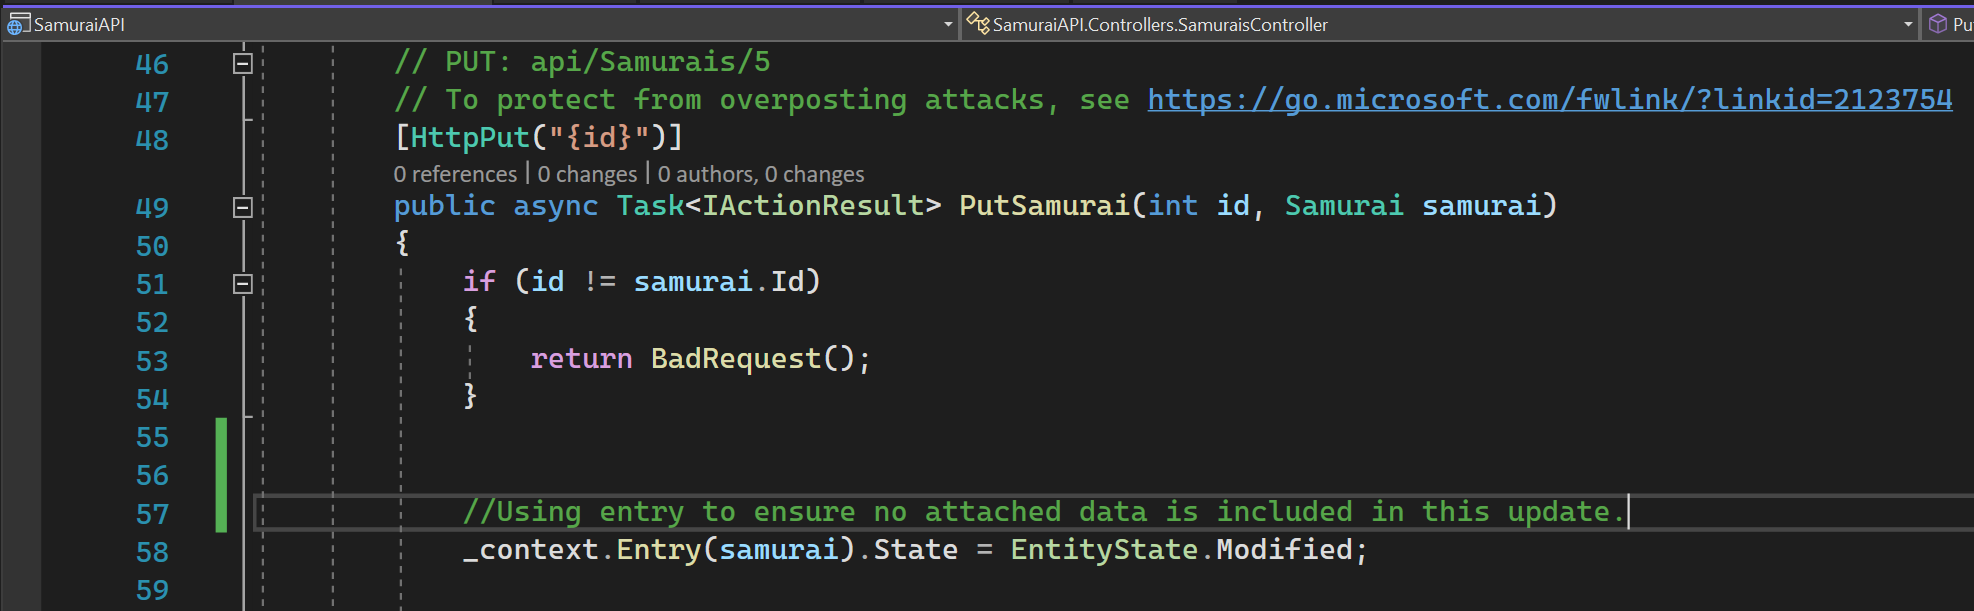 SamuraiAPI SamuraiAPI.Controllers.SamuraisController Pu
46 // PUT: api/Samurais/5
47 // To protect from overposting attacks, see https://go.microsoft.com/fwlink/?linkid=2123754
48 [HttpPut("{id}")]
0 references | 0 changes | 0 authors, 0 changes
49 public async Task<IActionResult> PutSamurai(int id, Samurai samurai)
50 {
51 if (id != samurai.Id)
52 {
53 return BadRequest();
54 }
55
56
57 //Using entry to ensure no attached data is included in this update.
58 _context.Entry(samurai).State = EntityState.Modified;
59